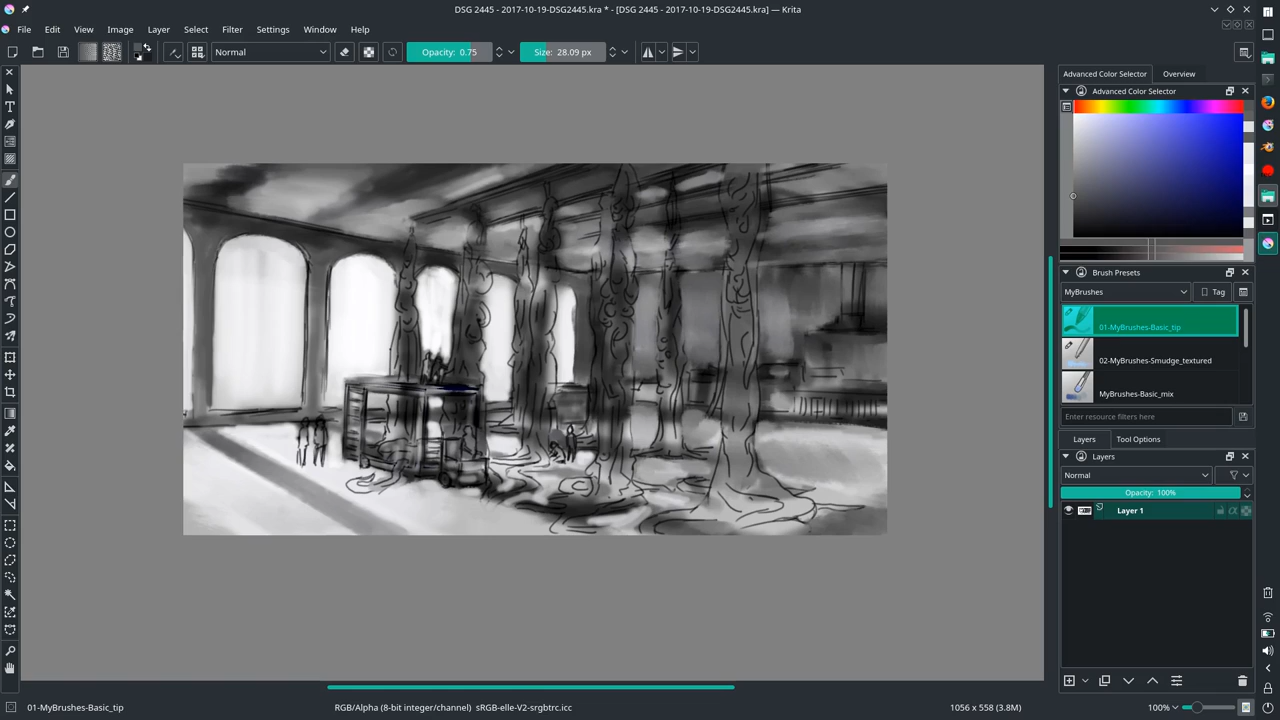 DSG 2445 - 2017-10-19-DSG2445.kra * - [DSG 2445 - 2017-10-19-DSG2445.kra] — Krita
File Edit View Image Layer Select Filter Settings Tools Window Help
Normal Opacity: 0.75 Size: 28.09 px
Advanced Color Selector Overview
Advanced Color Selector
Brush Presets
MyBrushes Tag
01-MyBrushes-Basic_tip
02-MyBrushes-Smudge_textured
MyBrushes-Basic_mix
Enter resource filters here
Layers Tool Options
Layers
Normal
Opacity: 100%
Layer 1
01-MyBrushes-Basic_tip RGB/Alpha (8-bit integer/channel) sRGB-elle-V2-srgbtrc.icc 1056 x 558 (3.8M) 100%